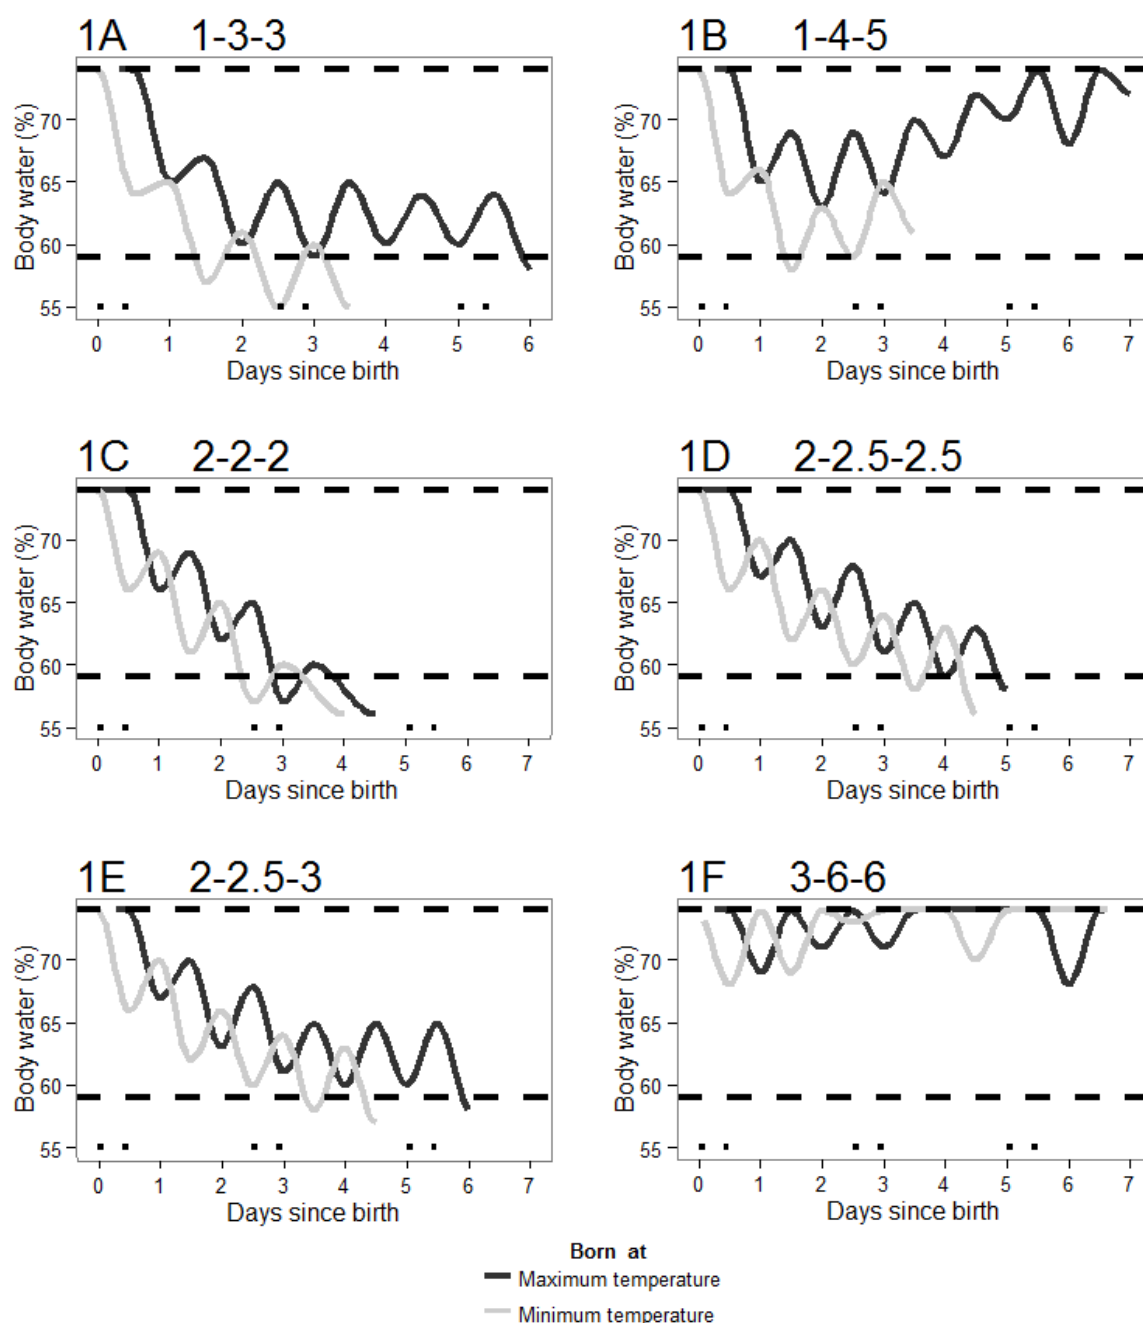 1A 1-3-3
Body water (%)
70
65
60
55
0 1 2 3 4 5 6
Days since birth
1B 1-4-5
Body water (%)
70
65
60
55
0 1 2 3 4 5 6 7
Days since birth
1C 2-2-2
Body water (%)
70
65
60
55
0 1 2 3 4 5 6 7
Days since birth
1D 2-2.5-2.5
Body water (%)
70
65
60
55
0 1 2 3 4 5 6 7
Days since birth
1E 2-2.5-3
Body water (%)
70
65
60
55
0 1 2 3 4 5 6 7
Days since birth
1F 3-6-6
Body water (%)
70
65
60
55
0 1 2 3 4 5 6 7
Days since birth
Born at
Maximum temperature
Minimum temperature